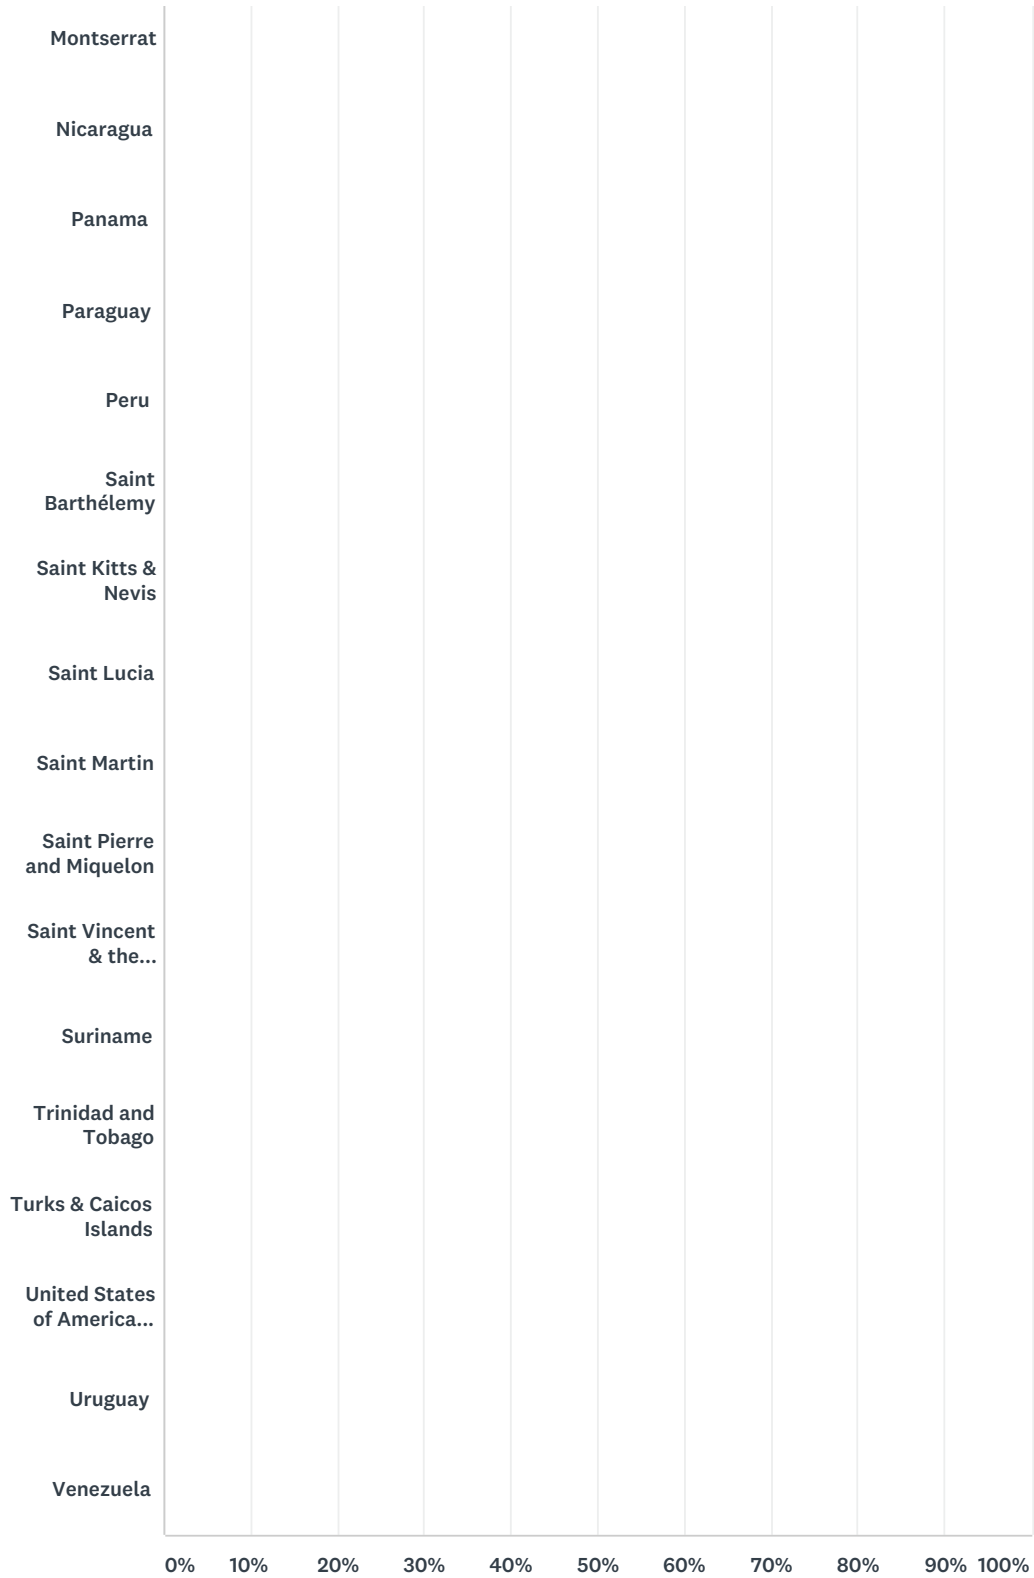 Montserrat
Nicaragua
Panama
Paraguay
Peru
Saint
Barthélemy
Saint Kitts &
Nevis
Saint Lucia
Saint Martin
Saint Pierre
and Miquelon
Saint Vincent
& the...
Suriname
Trinidad and
Tobago
Turks & Caicos
Islands
United States
of America...
Uruguay
Venezuela
0% 10% 20% 30% 40% 50% 60% 70% 80% 90% 100%